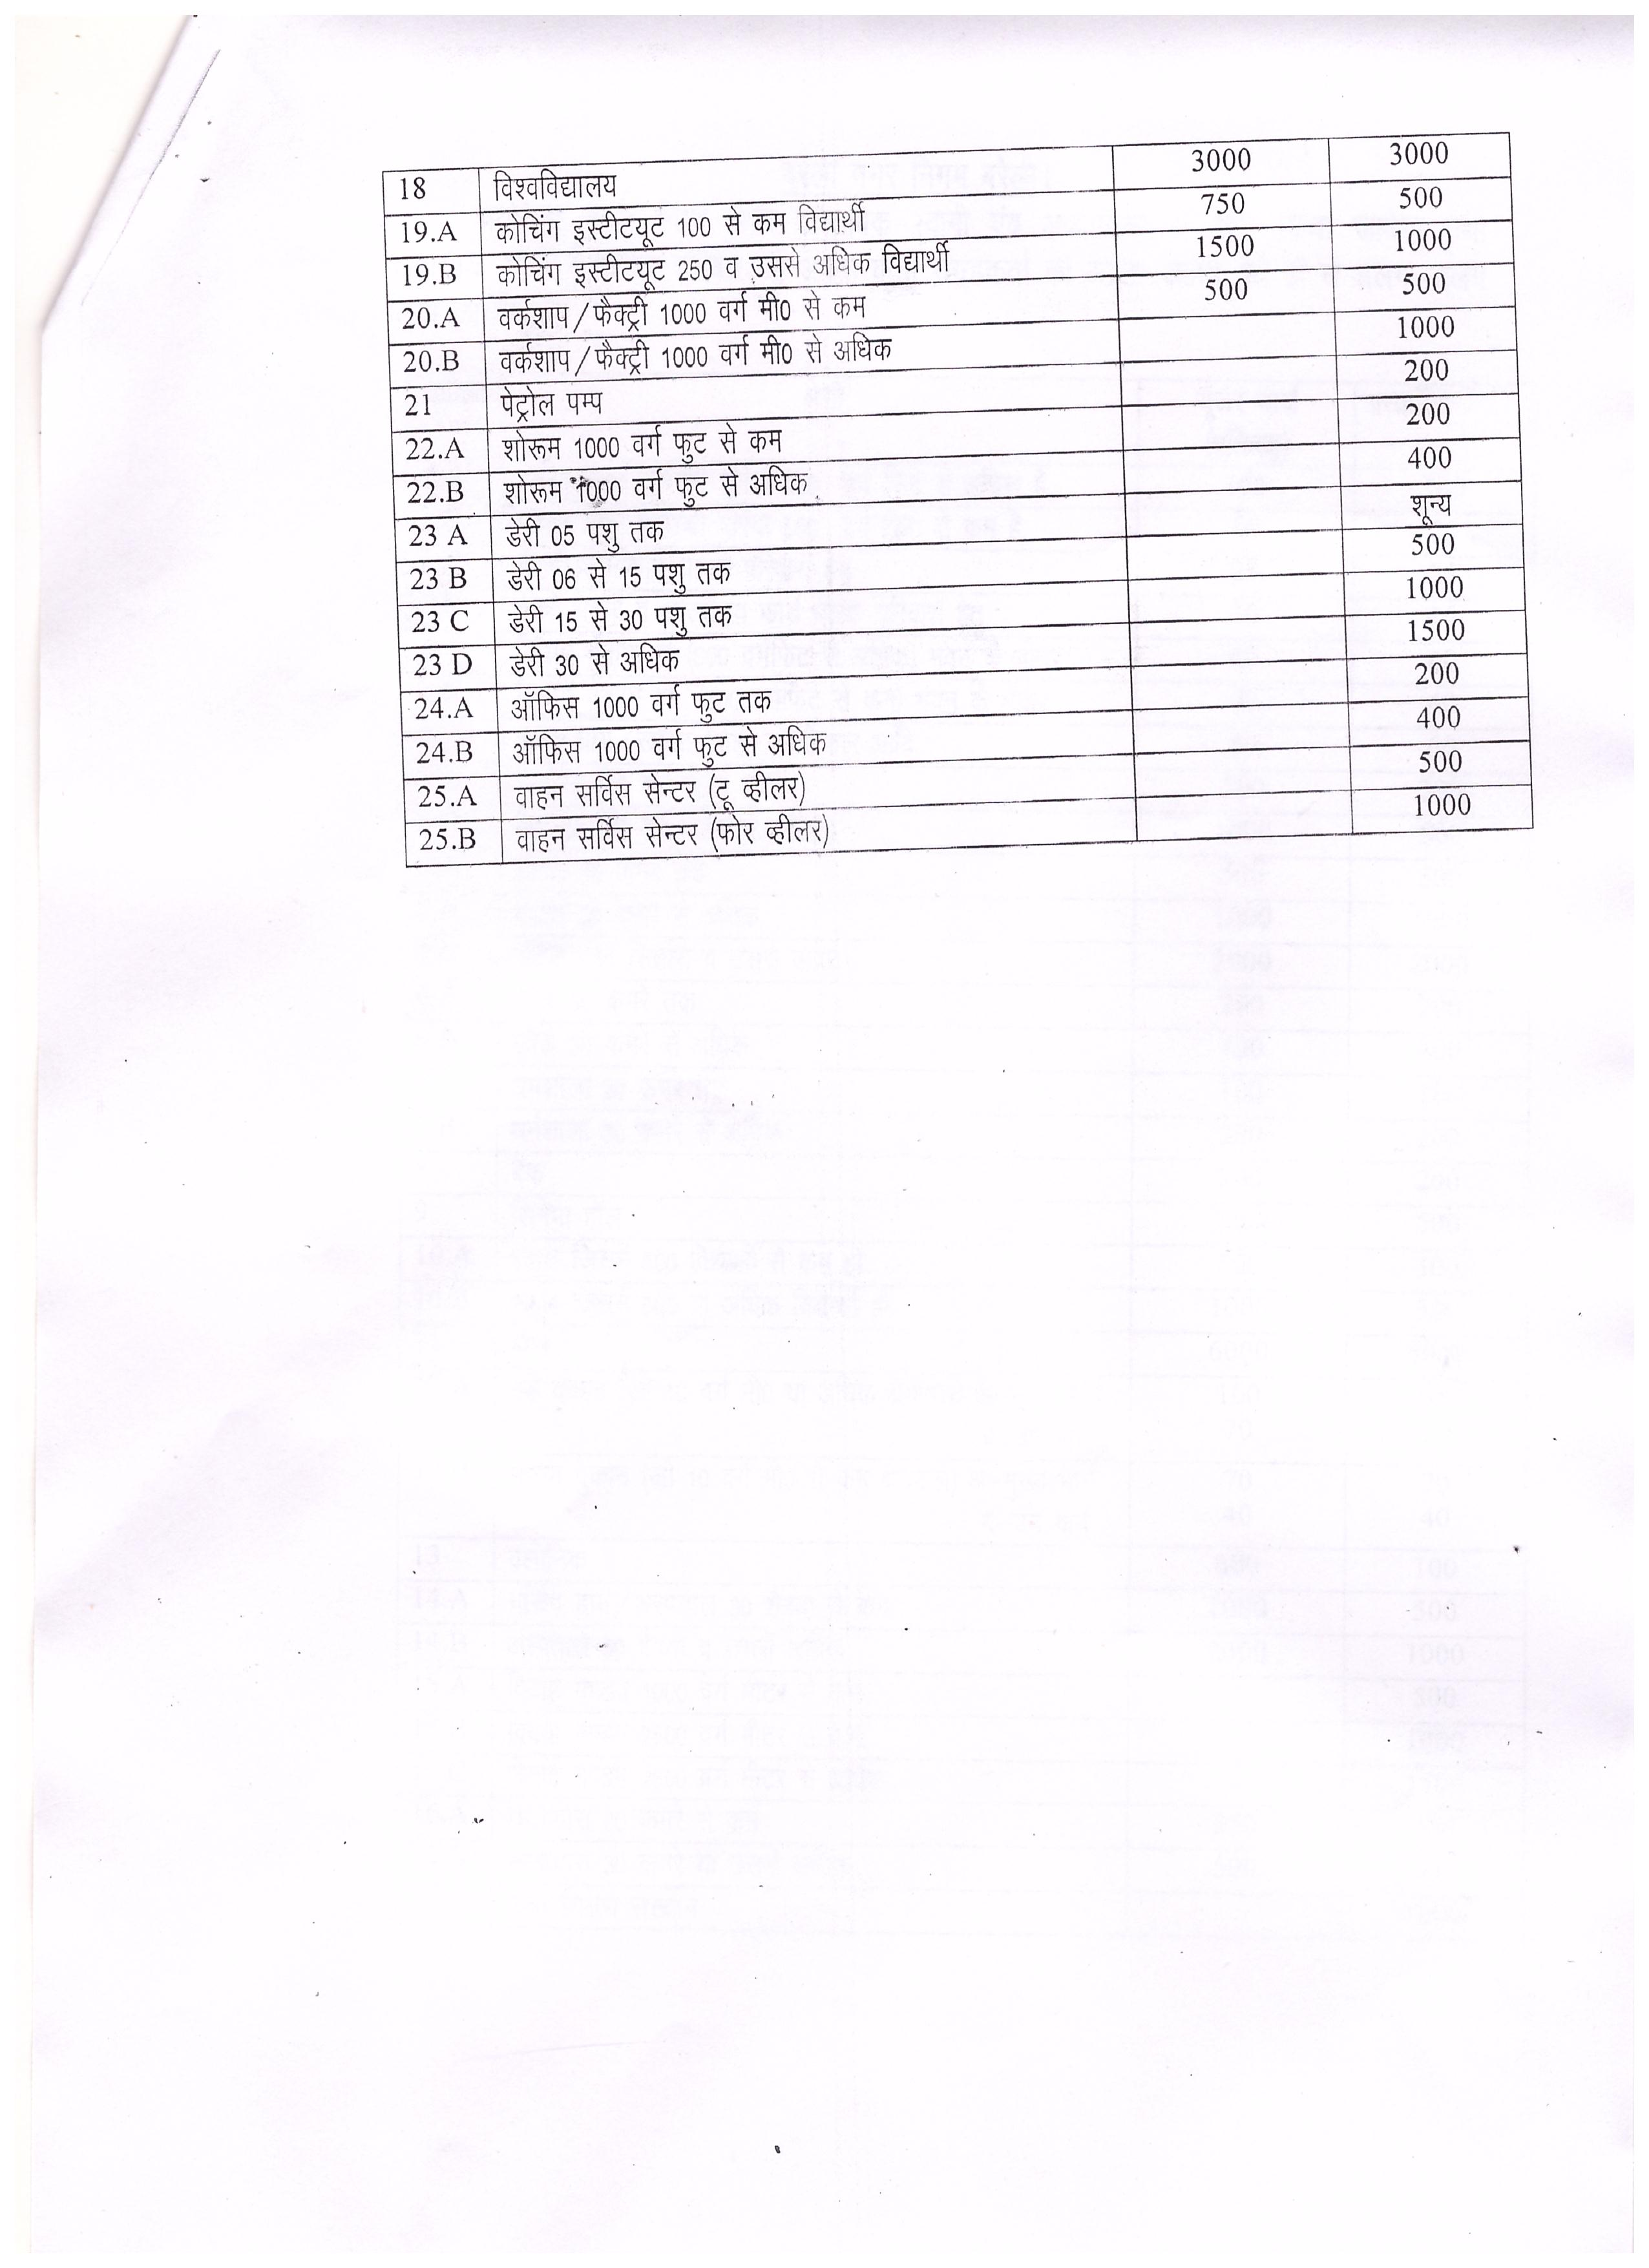 18 विश्वविद्यालय 3000 3000
19.A कोचिंग इस्टीटयूट 100 से कम विद्यार्थी 750 500
19.B कोचिंग इस्टीटयूट 250 व उससे अधिक विद्यार्थी 1500 1000
20.A वर्कशाप/फैक्ट्री 1000 वर्ग मी0 से कम 500 500
20.B वर्कशाप/फैक्ट्री 1000 वर्ग मी0 से अधिक 1000
21 पेट्रोल पम्प 200
22.A शोरूम 1000 वर्ग फुट से कम 200
22.B शोरूम 1000 वर्ग फुट से अधिक 400
23 A डेरी 05 पशु तक शून्य
23 B डेरी 06 से 15 पशु तक 500
23 C डेरी 15 से 30 पशु तक 1000
23 D डेरी 30 से अधिक 1500
24.A ऑफिस 1000 वर्ग फुट तक 200
24.B ऑफिस 1000 वर्ग फुट से अधिक 400
25.A वाहन सर्विस सेन्टर (टू व्हीलर) 500
25.B वाहन सर्विस सेन्टर (फोर व्हीलर) 1000